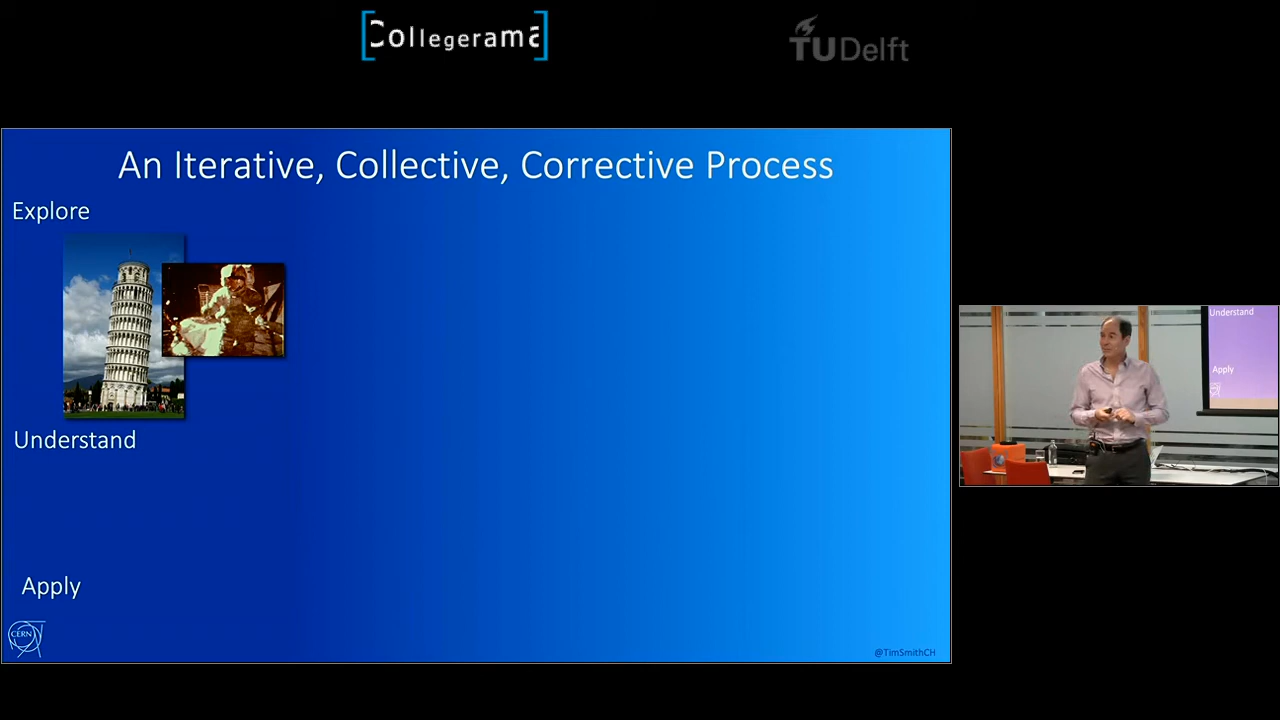 [Collegerama]
TU Delft
An Iterative, Collective, Corrective Process
Explore
Understand
Apply
CERN
@TimSmithCH
Understand
Apply